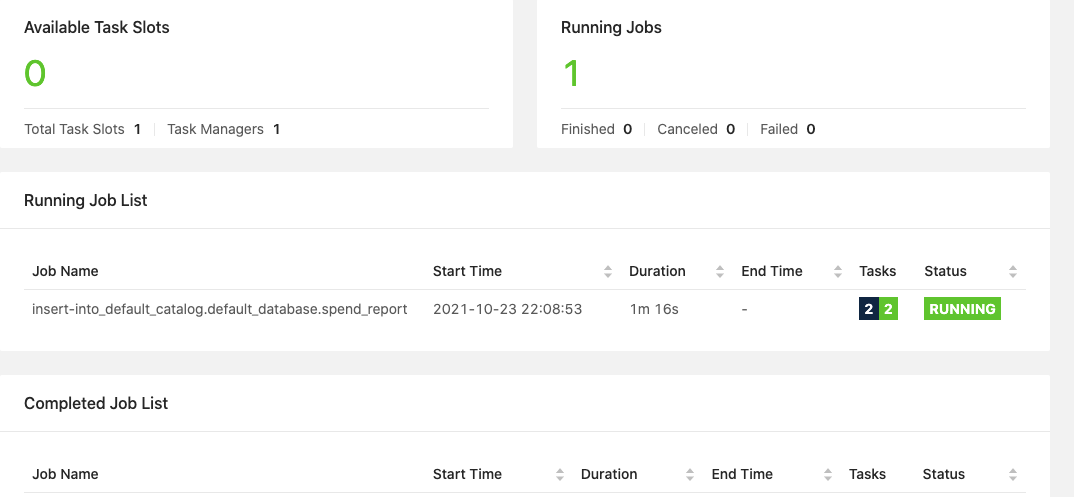 Available Task Slots
0
Total Task Slots 1 Task Managers 1
Running Jobs
1
Finished 0 Canceled 0 Failed 0
Running Job List
Job Name Start Time Duration End Time Tasks Status
insert-into_default_catalog.default_database.spend_report 2021-10-23 22:08:53 1m 16s - 2 2 RUNNING
Completed Job List
Job Name Start Time Duration End Time Tasks Status